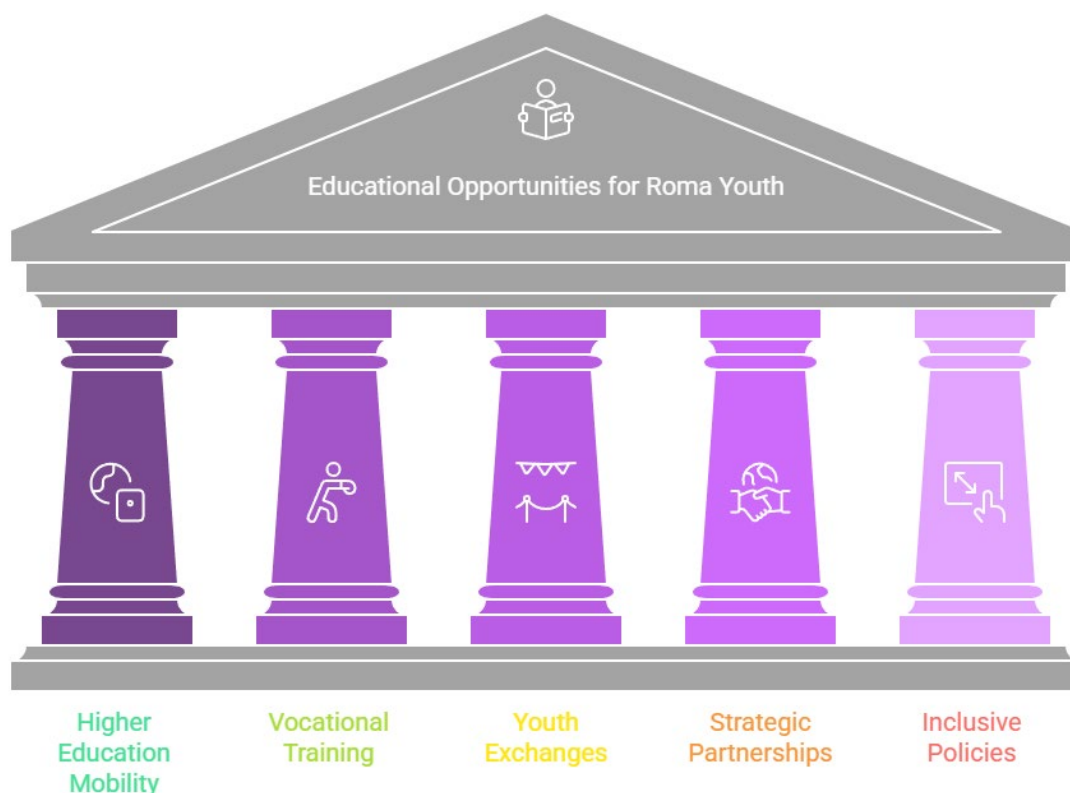 Educational Opportunities for Roma Youth
Higher
Education
Mobility
Vocational
Training
Youth
Exchanges
Strategic
Partnerships
Inclusive
Policies